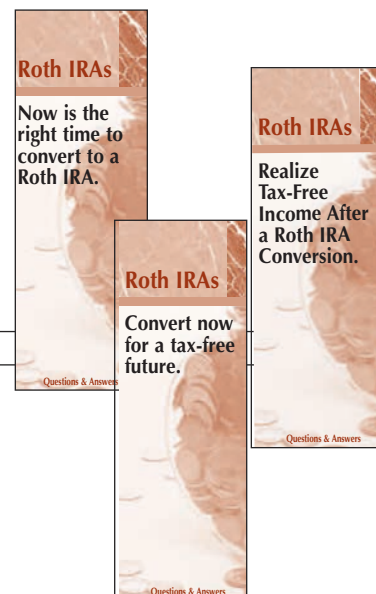 Roth IRAs
Now is the
right time to
convert to a
Roth IRA.
Questions & Answers
Roth IRAs
Convert now
for a tax-free
future.
Questions & Answers
Roth IRAs
Realize
Tax-Free
Income After
a Roth IRA
Conversion.
Questions & Answers